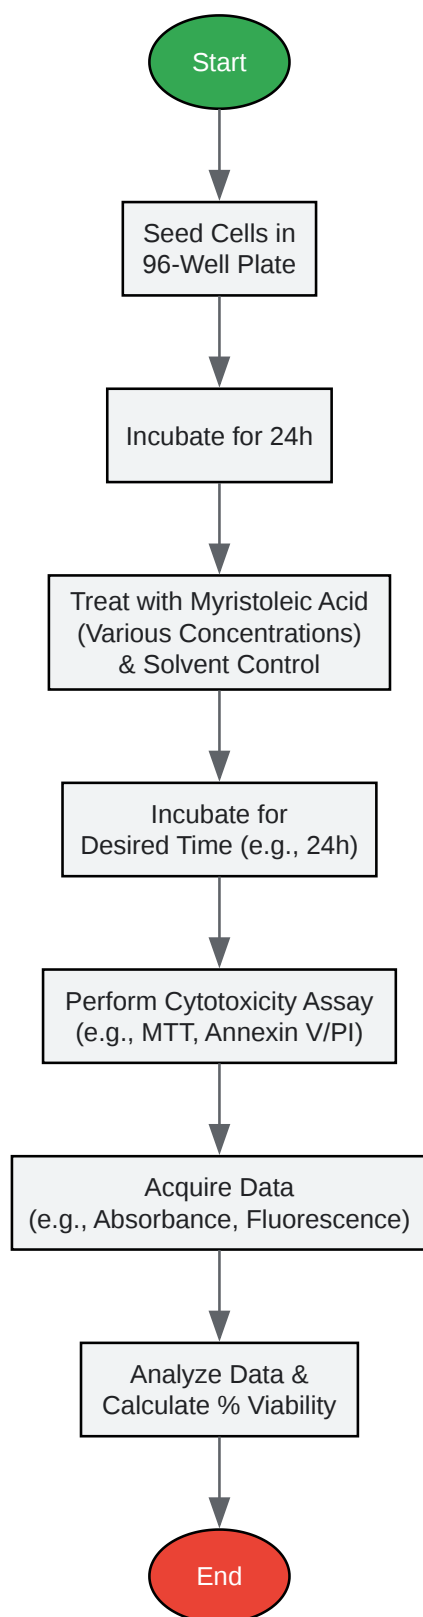 Start
Seed Cells in
96-Well Plate
Incubate for 24h
Treat with Myristoleic Acid
(Various Concentrations)
& Solvent Control
Incubate for
Desired Time (e.g., 24h)
Perform Cytotoxicity Assay
(e.g., MTT, Annexin V/PI)
Acquire Data
(e.g., Absorbance, Fluorescence)
Analyze Data &
Calculate % Viability
End